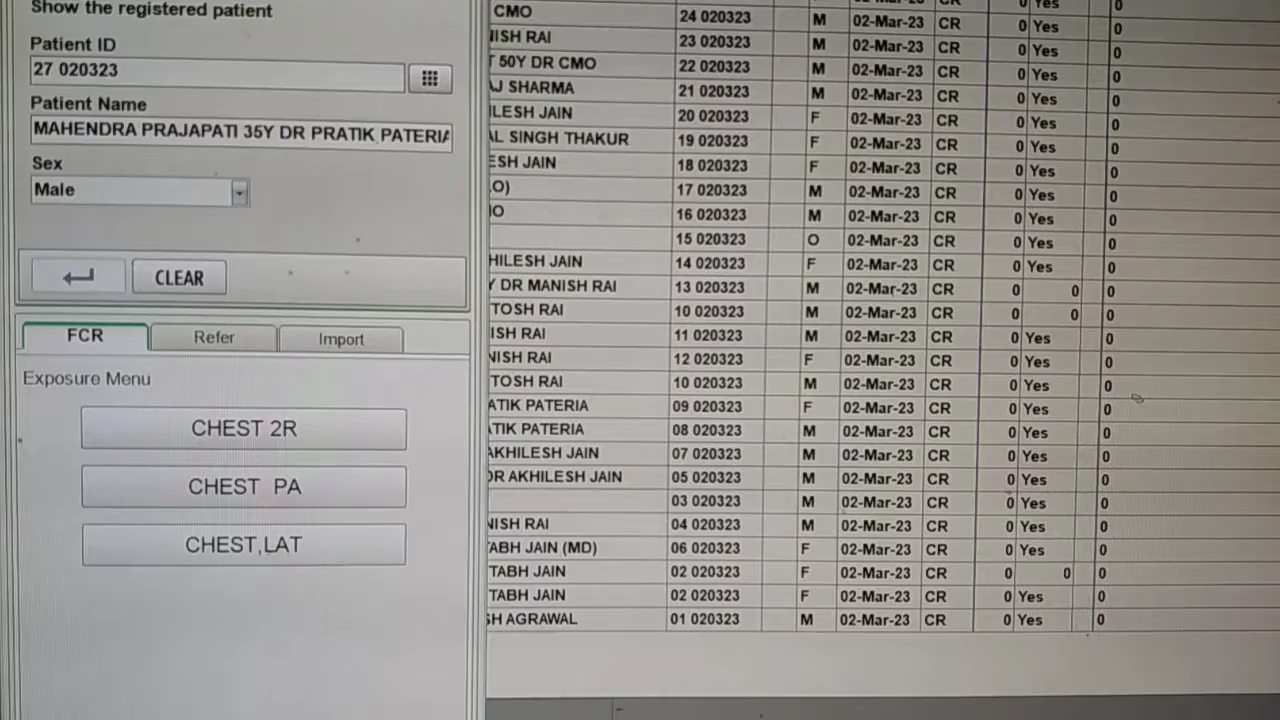 Show the registered patient
Patient ID
27 020323
Patient Name
MAHENDRA PRAJAPATI 35Y DR PRATIK PATERIA
Sex
Male
CLEAR
FCR Refer Import
Exposure Menu
CHEST 2R
CHEST PA
CHEST,LAT
0 Yes 0
CMO 24 020323 M 02-Mar-23 CR 0 Yes 0
NISH RAI 23 020323 M 02-Mar-23 CR 0 Yes 0
T 50Y DR CMO 22 020323 M 02-Mar-23 CR 0 Yes 0
AJ SHARMA 21 020323 M 02-Mar-23 CR 0 Yes 0
ILESH JAIN 20 020323 F 02-Mar-23 CR 0 Yes 0
AL SINGH THAKUR 19 020323 F 02-Mar-23 CR 0 Yes 0
ESH JAIN 18 020323 F 02-Mar-23 CR 0 Yes 0
.O) 17 020323 M 02-Mar-23 CR 0 Yes 0
IO 16 020323 M 02-Mar-23 CR 0 Yes 0
15 020323 O 02-Mar-23 CR 0 Yes 0
HILESH JAIN 14 020323 F 02-Mar-23 CR 0 Yes 0
Y DR MANISH RAI 13 020323 M 02-Mar-23 CR 0 0 0
TOSH RAI 10 020323 M 02-Mar-23 CR 0 0 0
ISH RAI 11 020323 M 02-Mar-23 CR 0 Yes 0
NISH RAI 12 020323 F 02-Mar-23 CR 0 Yes 0
TOSH RAI 10 020323 M 02-Mar-23 CR 0 Yes 0
ATIK PATERIA 09 020323 F 02-Mar-23 CR 0 Yes 0
ATIK PATERIA 08 020323 M 02-Mar-23 CR 0 Yes 0
AKHILESH JAIN 07 020323 M 02-Mar-23 CR 0 Yes 0
DR AKHILESH JAIN 05 020323 M 02-Mar-23 CR 0 Yes 0
03 020323 M 02-Mar-23 CR 0 Yes 0
NISH RAI 04 020323 M 02-Mar-23 CR 0 Yes 0
TABH JAIN (MD) 06 020323 F 02-Mar-23 CR 0 Yes 0
TABH JAIN 02 020323 F 02-Mar-23 CR 0 0 0
TABH JAIN 02 020323 F 02-Mar-23 CR 0 Yes 0
SH AGRAWAL 01 020323 M 02-Mar-23 CR 0 Yes 0